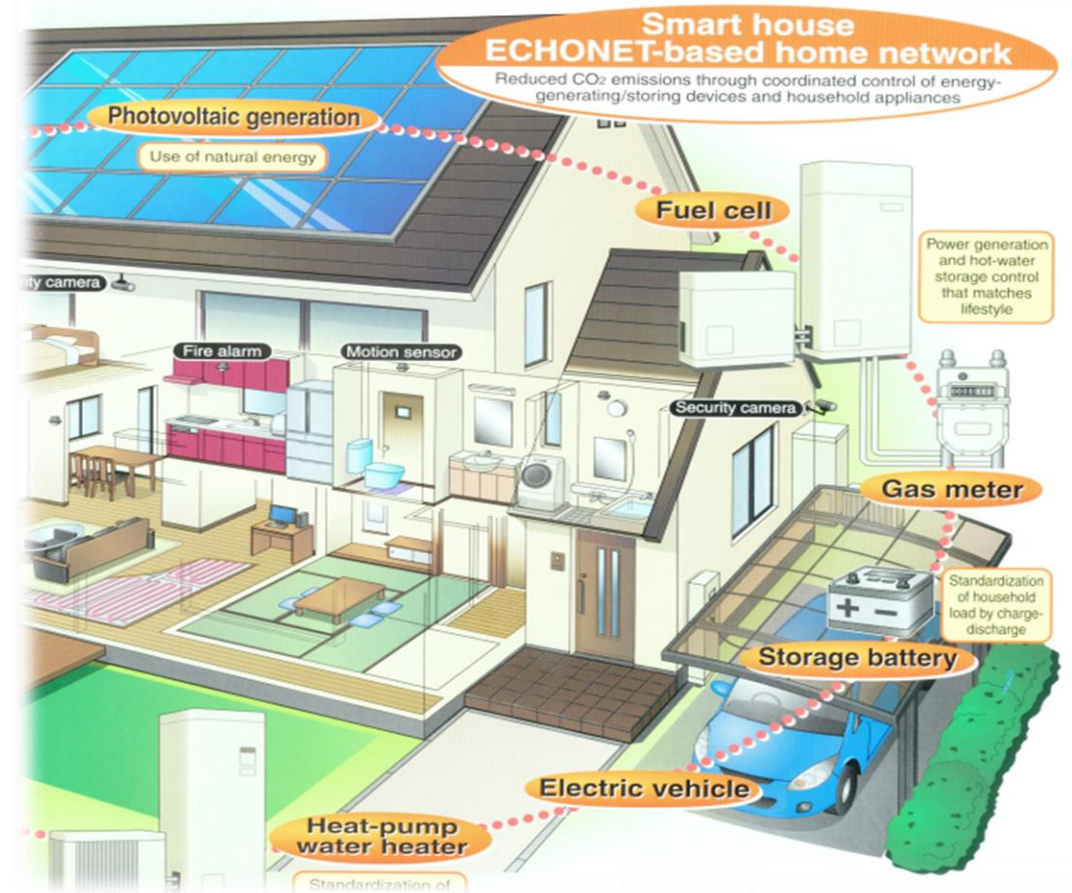 Smart house
ECHONET-based home network
Reduced CO2 emissions through coordinated control of energy-
generating/storing devices and household appliances
Photovoltaic generation
Use of natural energy
Fuel cell
Power generation
and hot-water
storage control
that matches
lifestyle
camera
Fire alarm
Motion sensor
Security camera
Gas meter
Standardization
of household
load by charge-
discharge
+ −
Storage battery
Electric vehicle
Heat-pump
water heater
Standardization of